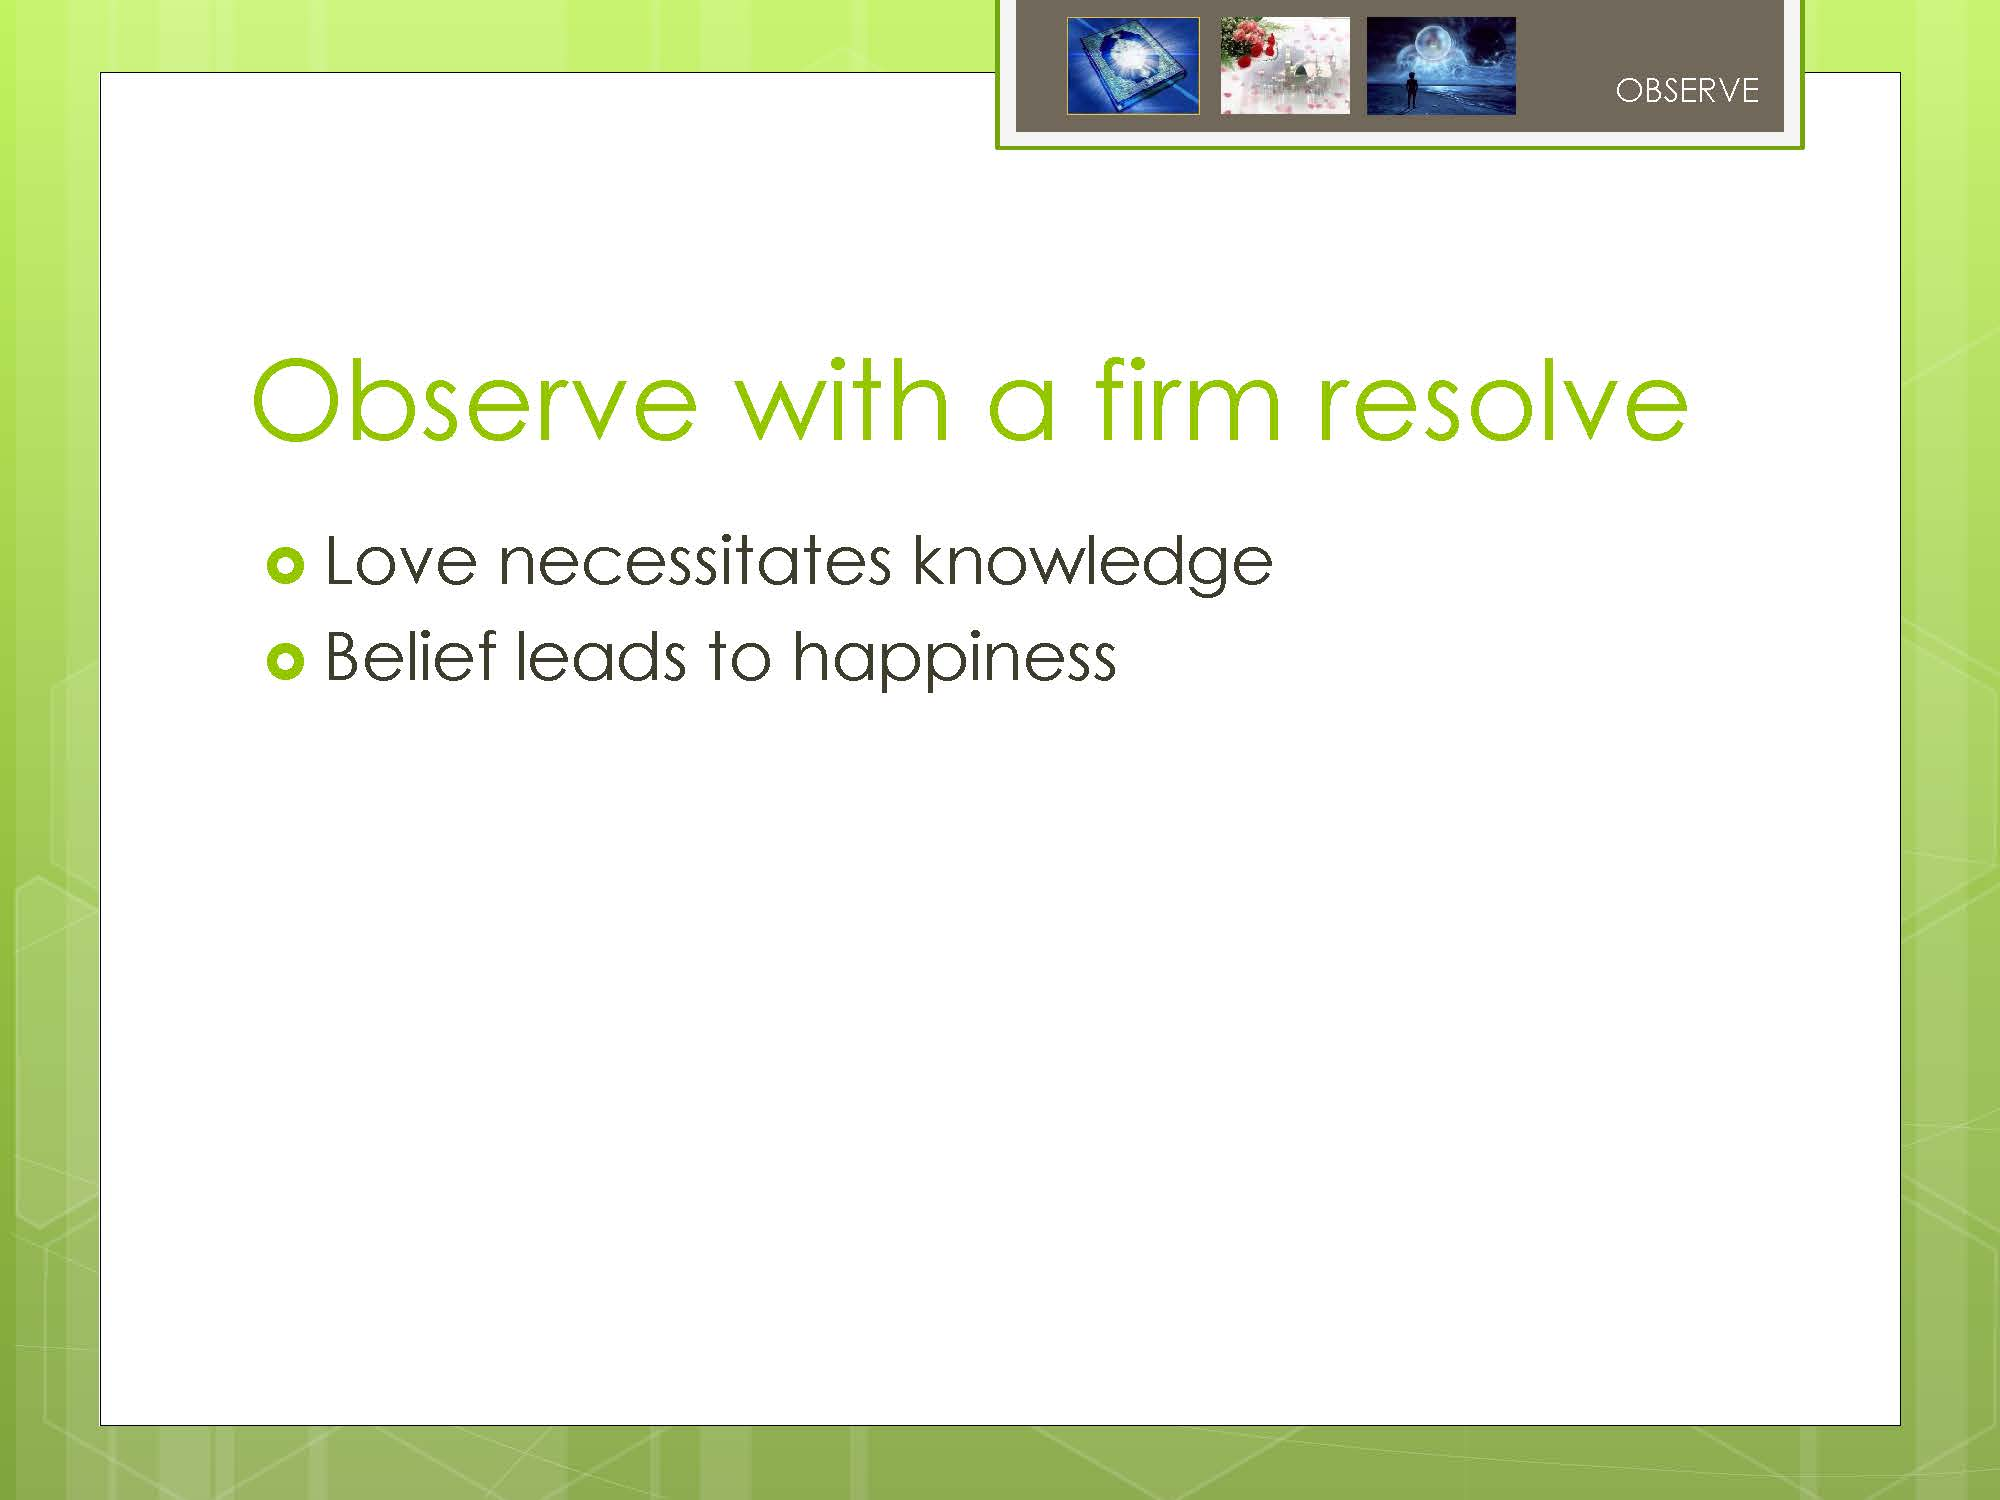 OBSERVE
Observe with a firm resolve
Love necessitates knowledge
Belief leads to happiness